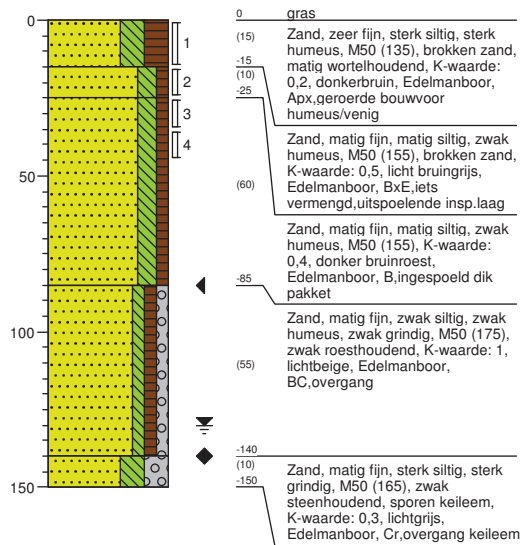 0
50
100
150
1
2
3
4
0 gras
(15) Zand, zeer fijn, sterk siltig, sterk
humeus, M50 (135), brokken zand,
matig wortelhoudend, K-waarde:
0,2, donkerbruin, Edelmanboor,
Apx,geroerde bouwvoor
humeus/venig
-15
(10)
-25
Zand, matig fijn, matig siltig, zwak
humeus, M50 (155), brokken zand,
K-waarde: 0,5, licht bruingrijs,
Edelmanboor, BxE,iets
vermengd,uitspoelende insp.laag
(60)
Zand, matig fijn, matig siltig, zwak
humeus, M50 (155), K-waarde:
0,4, donker bruinroest,
Edelmanboor, B,ingespoeld dik
pakket
-85
Zand, matig fijn, zwak siltig, zwak
humeus, zwak grindig, M50 (175),
zwak roesthoudend, K-waarde: 1,
lichtbeige, Edelmanboor,
BC,overgang
(55)
-140
(10)
-150
Zand, matig fijn, sterk siltig, sterk
grindig, M50 (165), zwak
steenhoudend, sporen keileem,
K-waarde: 0,3, lichtgrijs,
Edelmanboor, Cr,overgang keileem